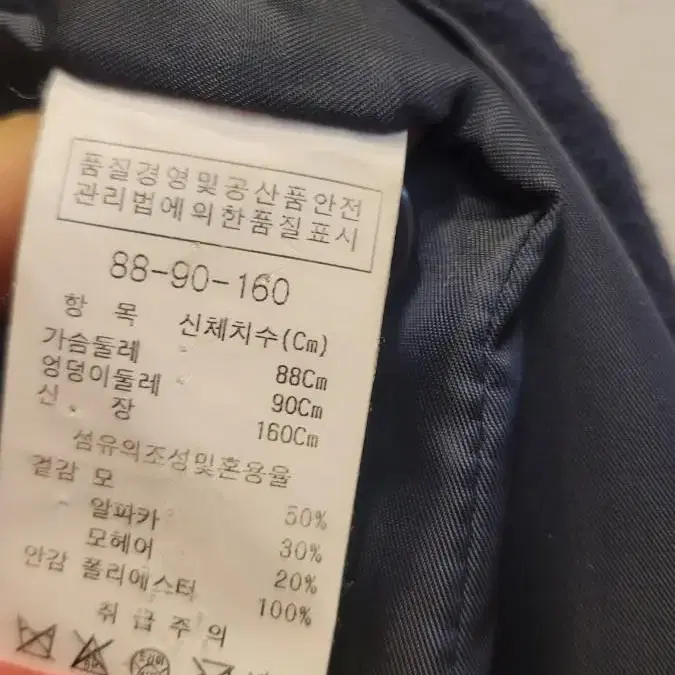 품질경영및공산품안전
관리법에의한품질표시
88-90-160
항 목 신체치수(Cm)
가슴둘레 88Cm
엉덩이둘레 90Cm
신 장 160Cm
섬유의조성및혼용율
겉감 모 50%
알파카 30%
모헤어 20%
안감 폴리에스터 100%
취급주의